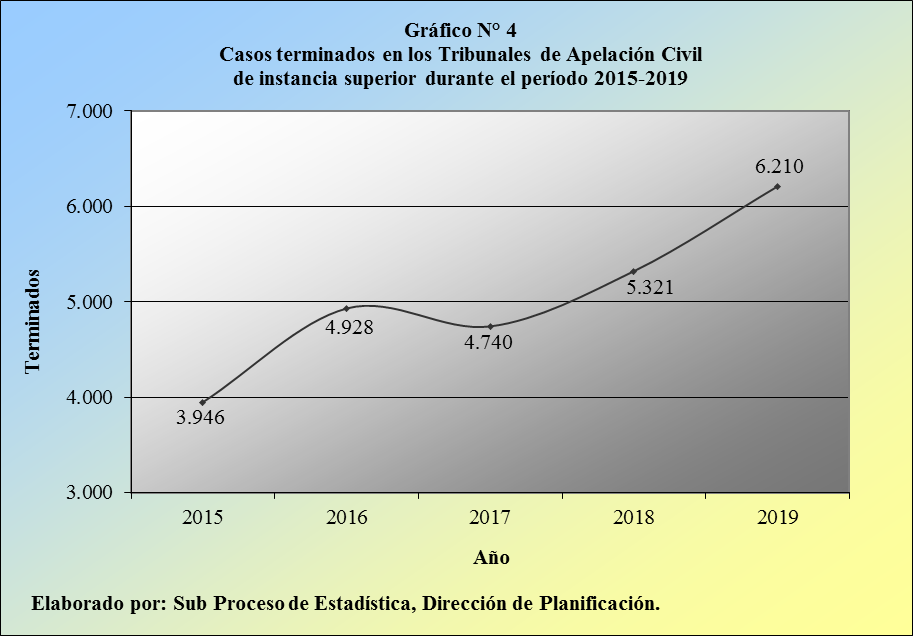 Gráfico N° 4
Casos terminados en los Tribunales de Apelación Civil
de instancia superior durante el período 2015-2019
7.000
6.000
5.000
4.000
3.000
Terminados
3.946
4.928
4.740
5.321
6.210
2015
2016
2017
2018
2019
Año
Elaborado por: Sub Proceso de Estadística, Dirección de Planificación.